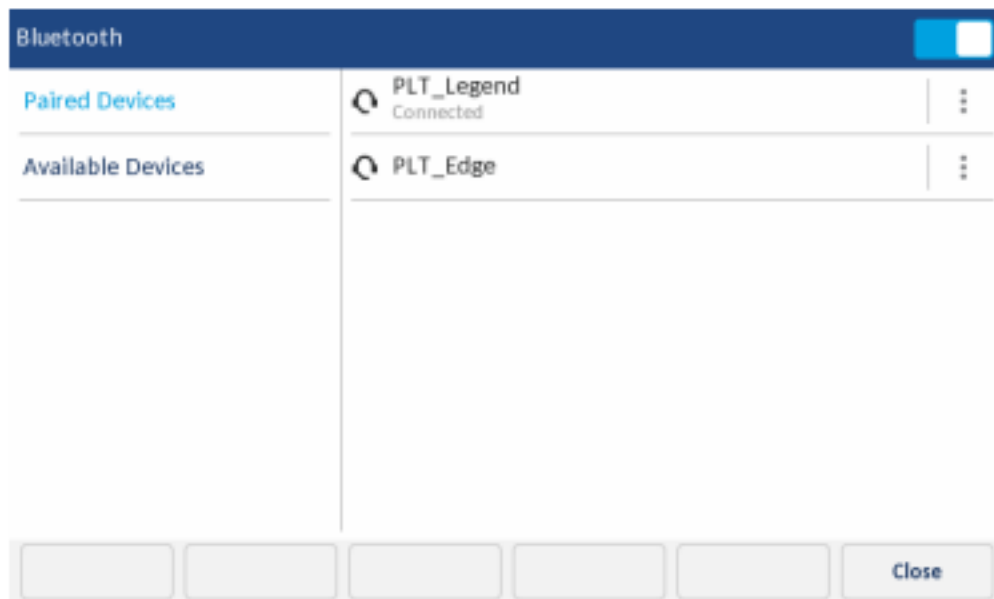 Bluetooth
Paired Devices
Available Devices
PLT_Legend
Connected
PLT_Edge
Close